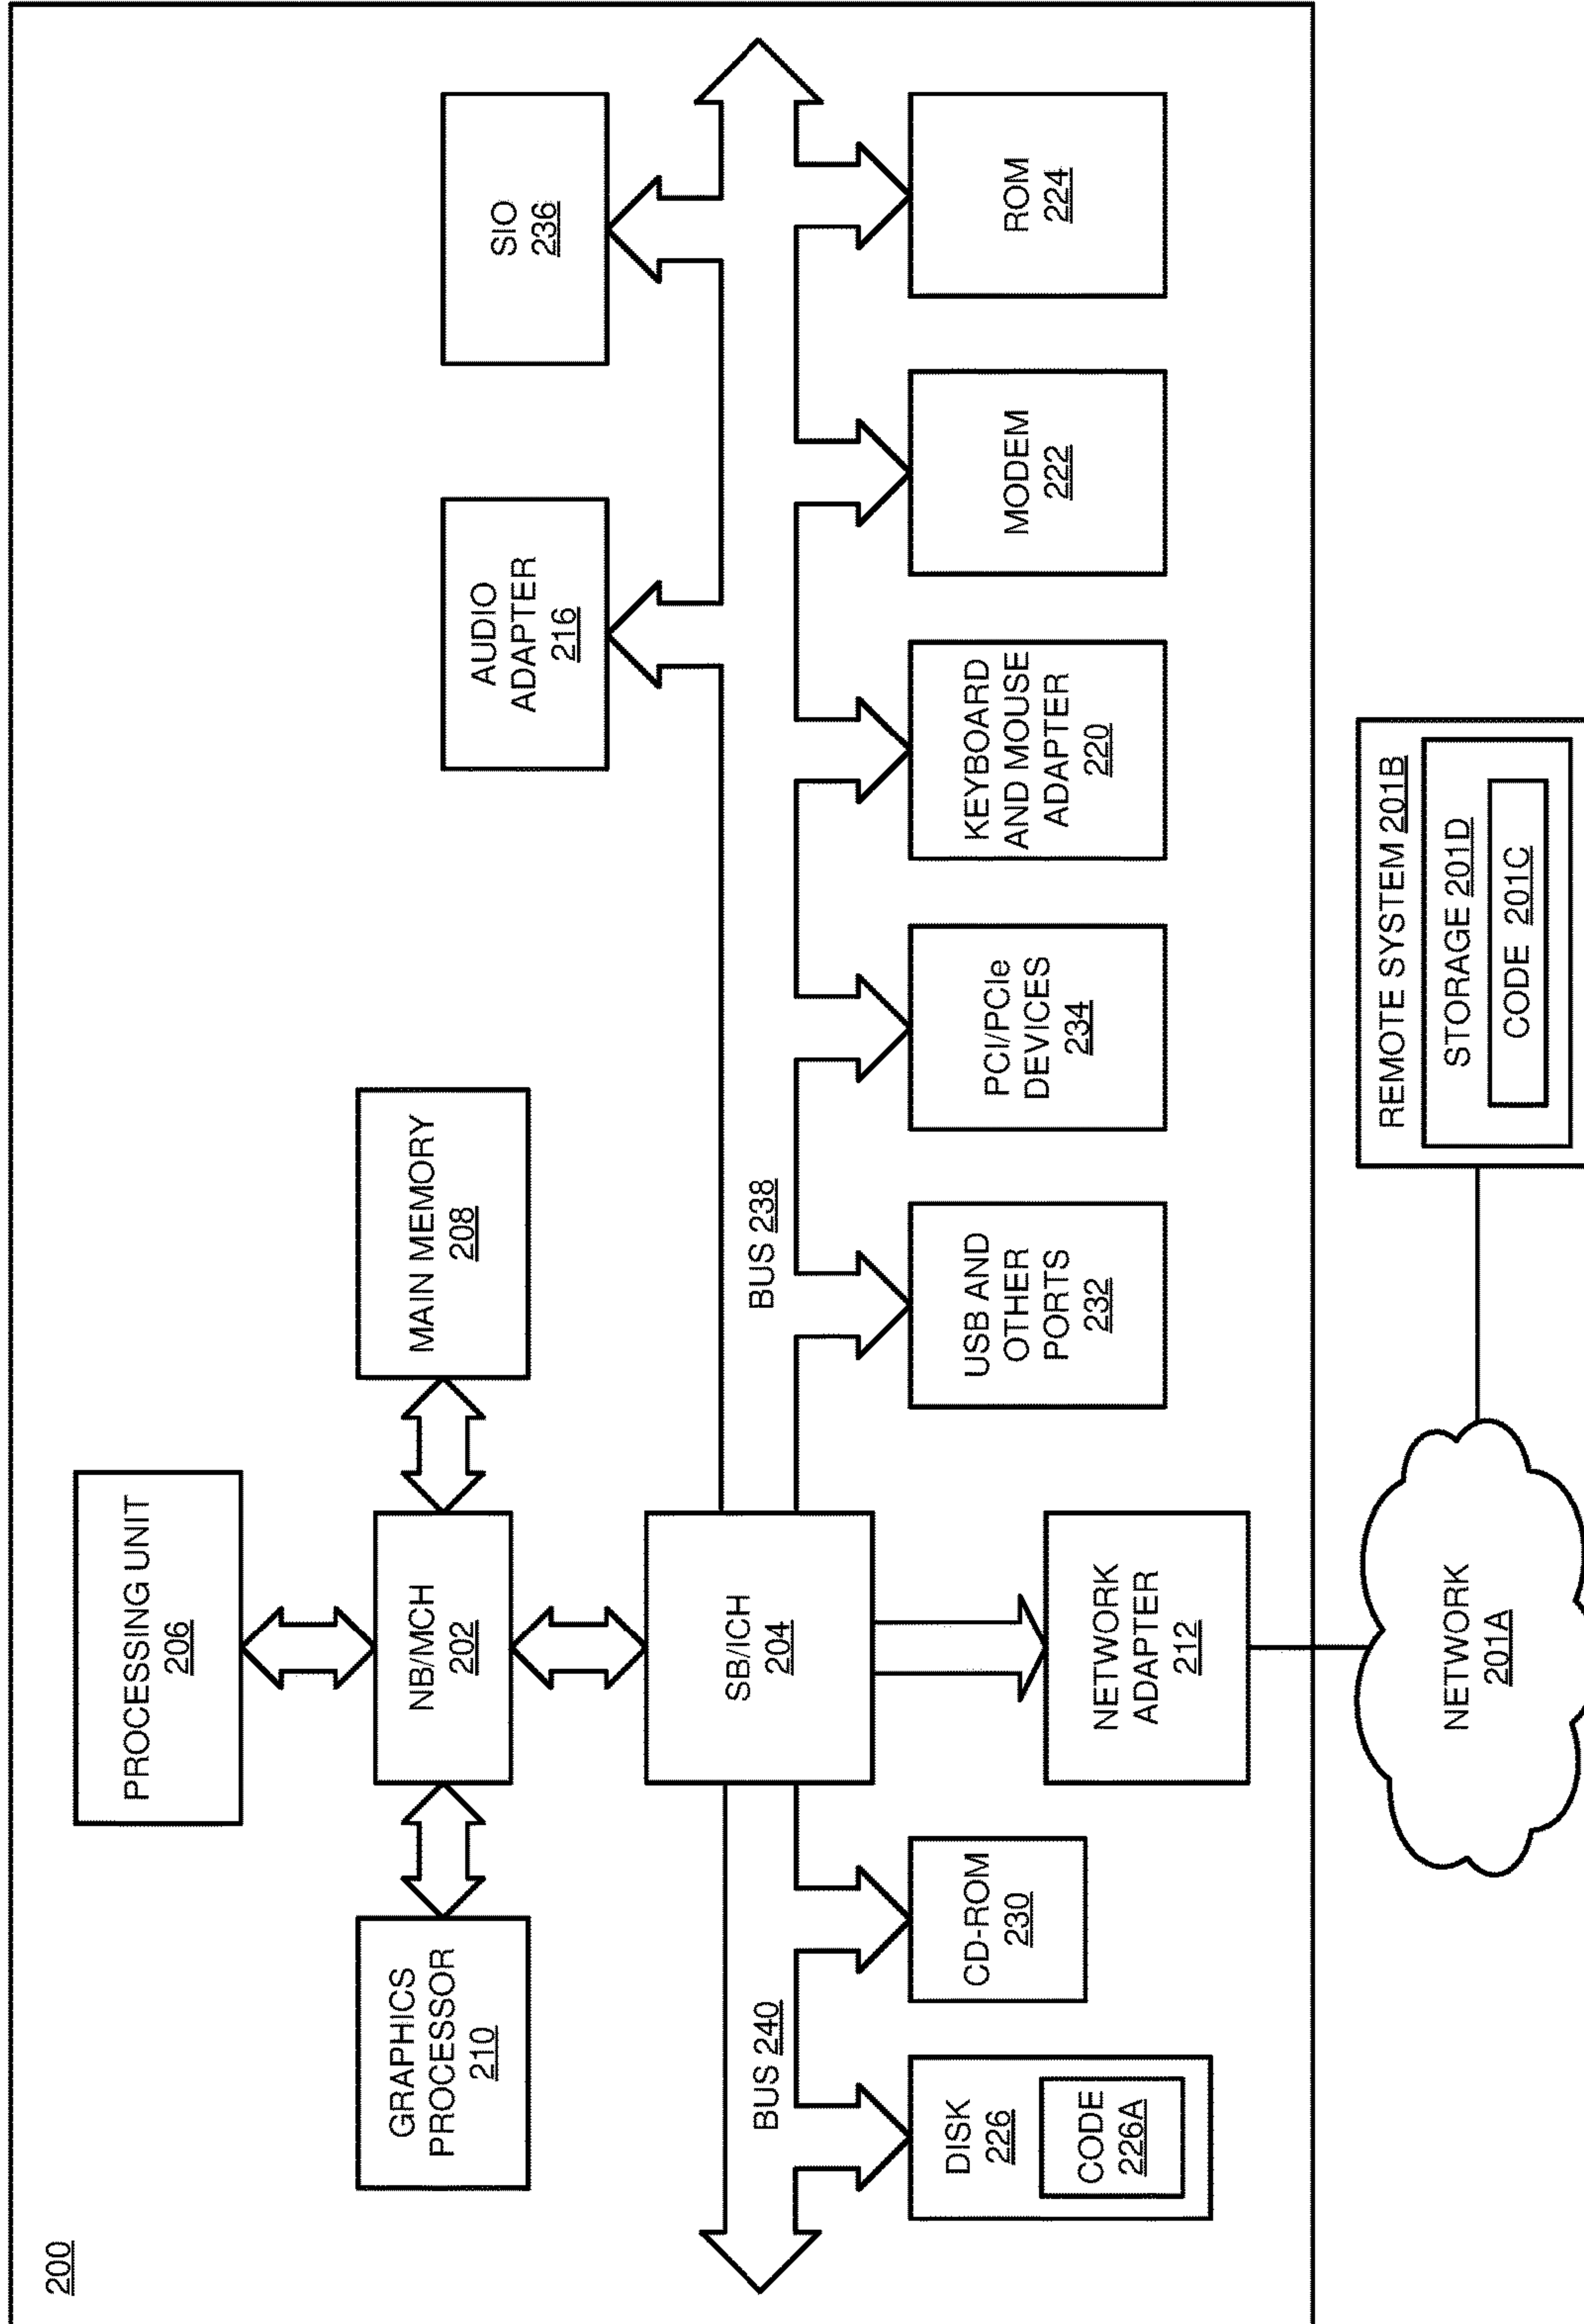 200
PROCESSING UNIT
206
GRAPHICS
PROCESSOR
210
NB/MCH
202
MAIN MEMORY
208
AUDIO
ADAPTER
216
SIO
236
SB/ICH
204
BUS 240
BUS 238
DISK
226
CODE
226A
CD-ROM
230
USB AND
OTHER
PORTS
232
PCI/PCIe
DEVICES
234
KEYBOARD
AND MOUSE
ADAPTER
220
MODEM
222
ROM
224
NETWORK
ADAPTER
212
NETWORK
201A
REMOTE SYSTEM 201B
STORAGE 201D
CODE 201C